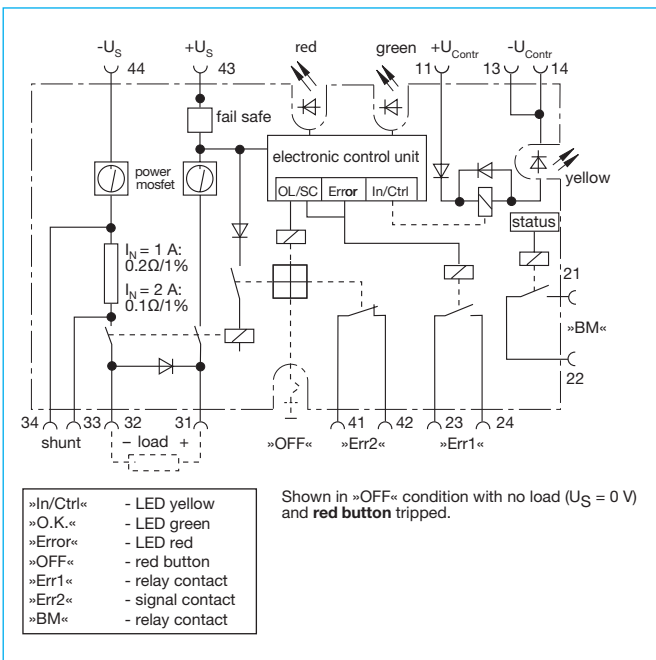 -US +US red green +UContr -UContr
44 43 11 13 14
fail safe
electronic control unit
power
mosfet
OL/SC Error In/Ctrl
yellow
status
IN = 1 A:
0.2Ω/1%
IN = 2 A:
0.1Ω/1%
21
»BM«
22
34 33 32 31 41 42 23 24
shunt – load + »OFF« »Err2« »Err1«
»In/Ctrl« - LED yellow
»O.K.« - LED green
»Error« - LED red
»OFF« - red button
»Err1« - relay contact
»Err2« - signal contact
»BM« - relay contact
Shown in »OFF« condition with no load (US = 0 V)
and red button tripped.